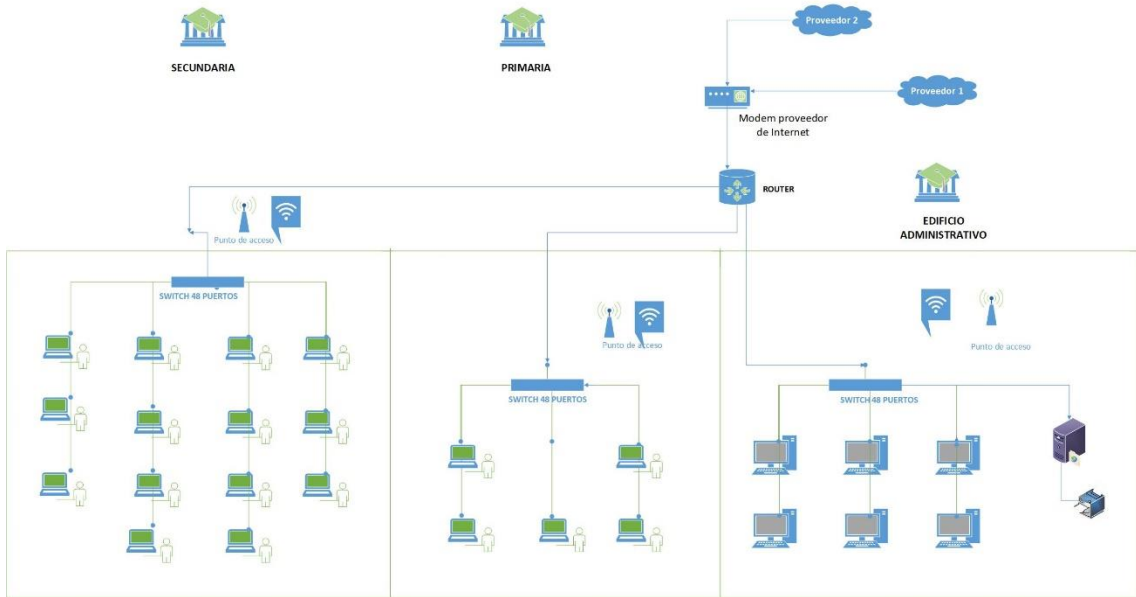 SECUNDARIA
PRIMARIA
Proveedor 2
Proveedor 1
Modem proveedor
de Internet
ROUTER
EDIFICIO
ADMINISTRATIVO
Punto de acceso
SWITCH 48 PUERTOS
Punto de acceso
SWITCH 48 PUERTOS
Punto de acceso
SWITCH 48 PUERTOS